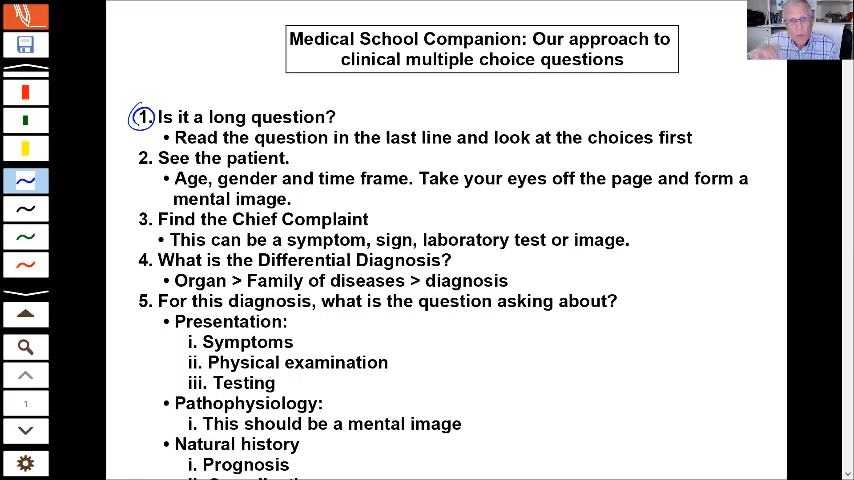 Medical School Companion: Our approach to
clinical multiple choice questions
1. Is it a long question?
• Read the question in the last line and look at the choices first
2. See the patient.
• Age, gender and time frame. Take your eyes off the page and form a
mental image.
3. Find the Chief Complaint
• This can be a symptom, sign, laboratory test or image.
4. What is the Differential Diagnosis?
• Organ > Family of diseases > diagnosis
5. For this diagnosis, what is the question asking about?
• Presentation:
i. Symptoms
ii. Physical examination
iii. Testing
• Pathophysiology:
i. This should be a mental image
• Natural history
i. Prognosis
1